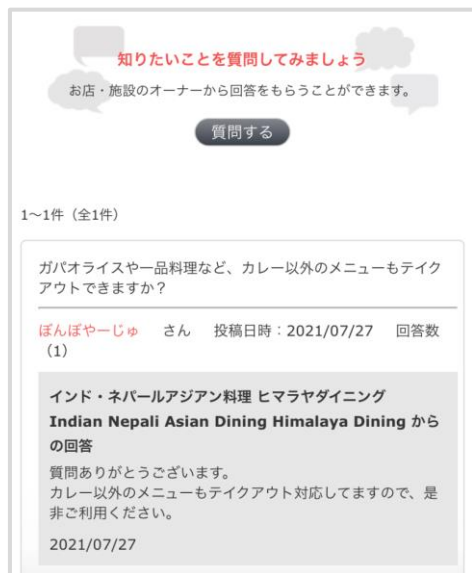 知りたいことを質問してみましょう
お店・施設のオーナーから回答をもらうことができます。
質問する
1～1件（全1件）
ガパオライスや一品料理など、カレー以外のメニューもテイク
アウトできますか？
ぽんぽやーじゅ さん 投稿日時：2021/07/27 回答数
（1）
インド・ネパールアジアン料理 ヒマラヤダイニング
Indian Nepali Asian Dining Himalaya Dining から
の回答
質問ありがとうございます。
カレー以外のメニューもテイクアウト対応してますので、是
非ご利用ください。
2021/07/27